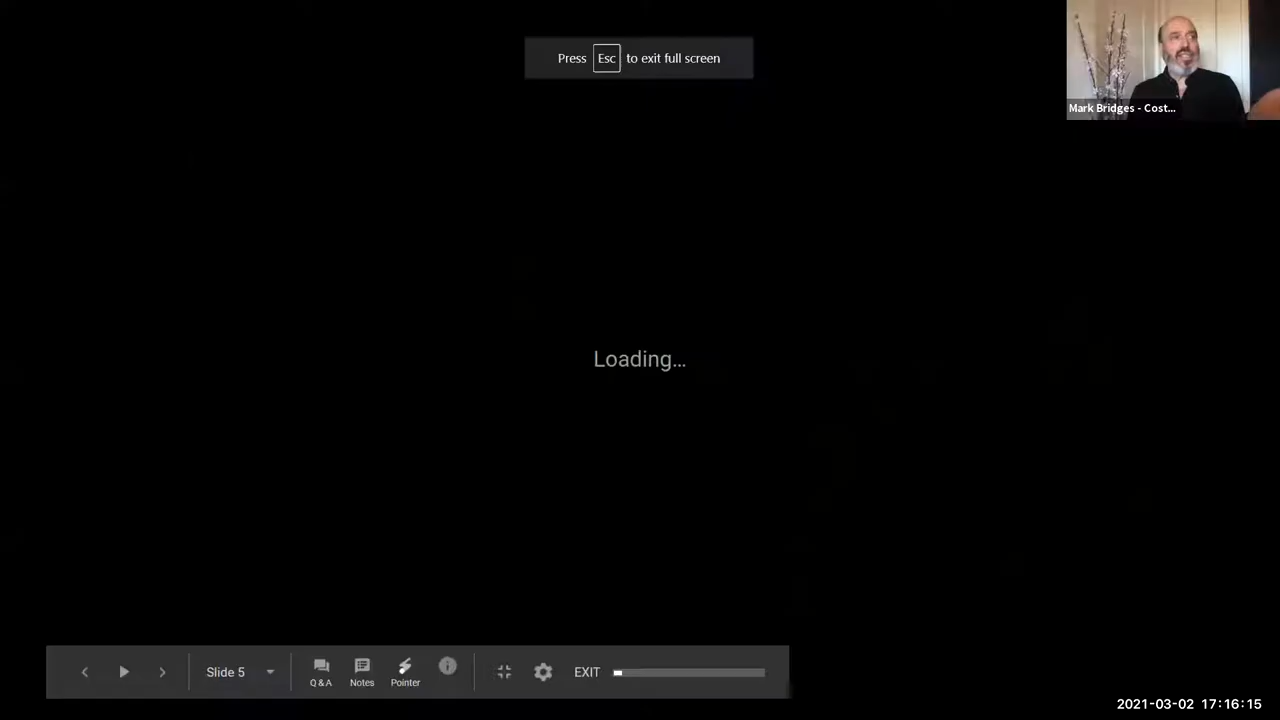 Press Esc to exit full screen
Mark Bridges - Cost...
Loading...
Slide 5
Q & A
Notes
Pointer
EXIT
2021-03-02 17:16:15